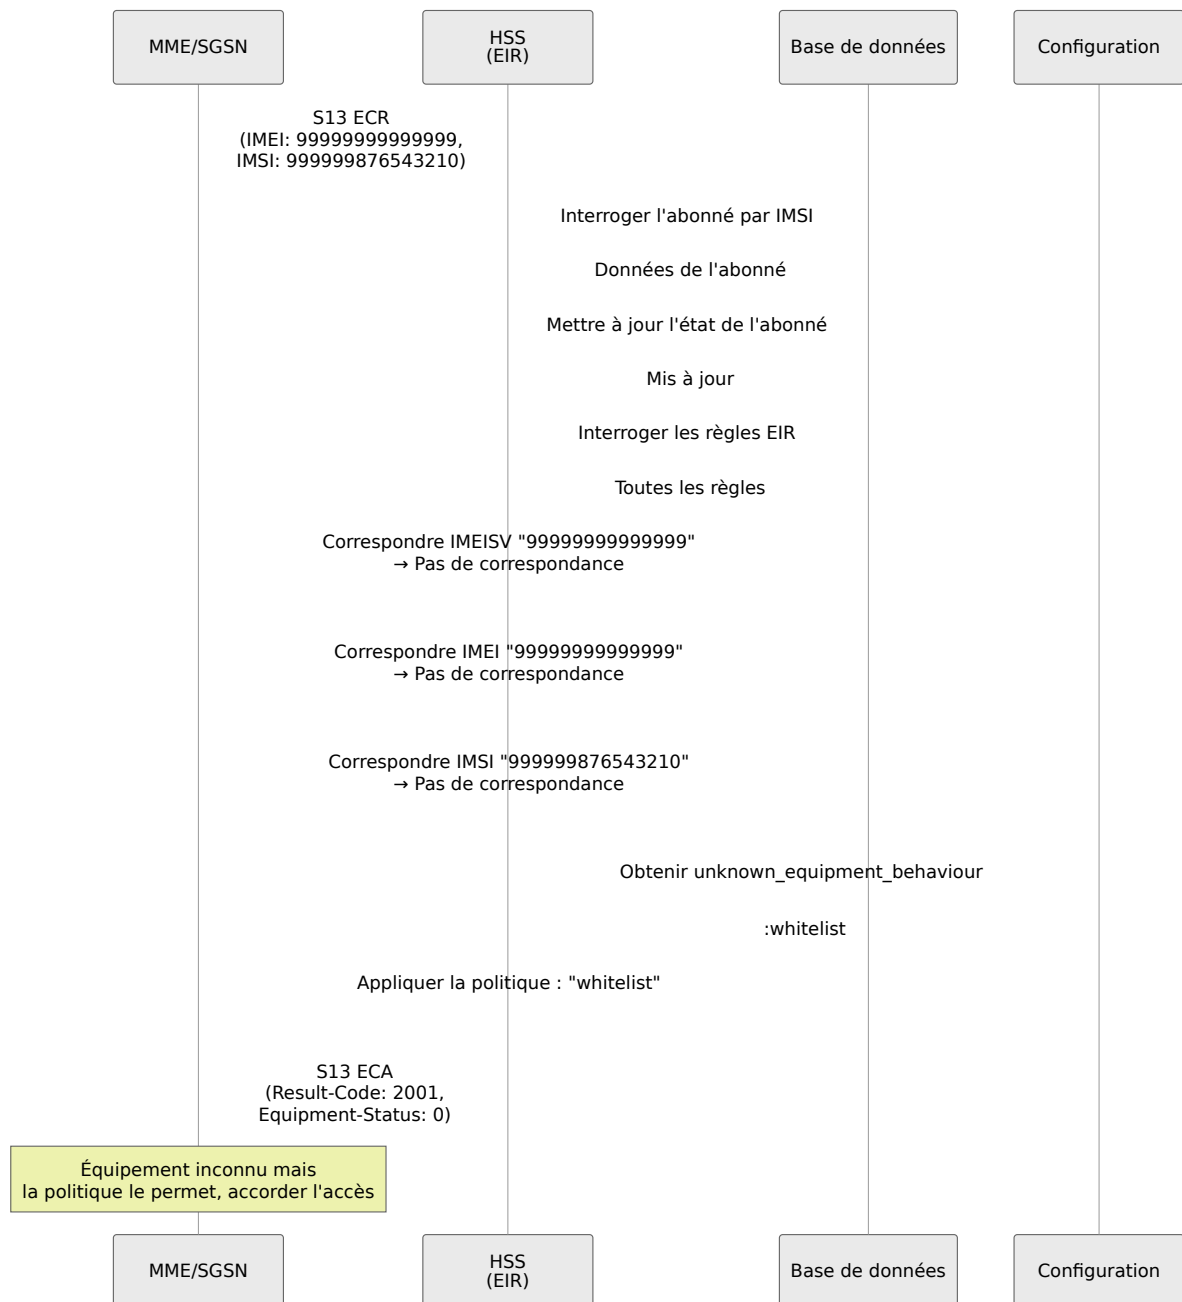 MME/SGSN
HSS
(EIR)
Base de données
Configuration
S13 ECR
(IMEI: 99999999999999,
IMSI: 999999876543210)
Interroger l'abonné par IMSI
Données de l'abonné
Mettre à jour l'état de l'abonné
Mis à jour
Interroger les règles EIR
Toutes les règles
Correspondre IMEISV "99999999999999"
→ Pas de correspondance
Correspondre IMEI "99999999999999"
→ Pas de correspondance
Correspondre IMSI "999999876543210"
→ Pas de correspondance
Obtenir unknown_equipment_behaviour
:whitelist
Appliquer la politique : "whitelist"
S13 ECA
(Result-Code: 2001,
Equipment-Status: 0)
Équipement inconnu mais
la politique le permet, accorder l'accès
MME/SGSN
HSS
(EIR)
Base de données
Configuration